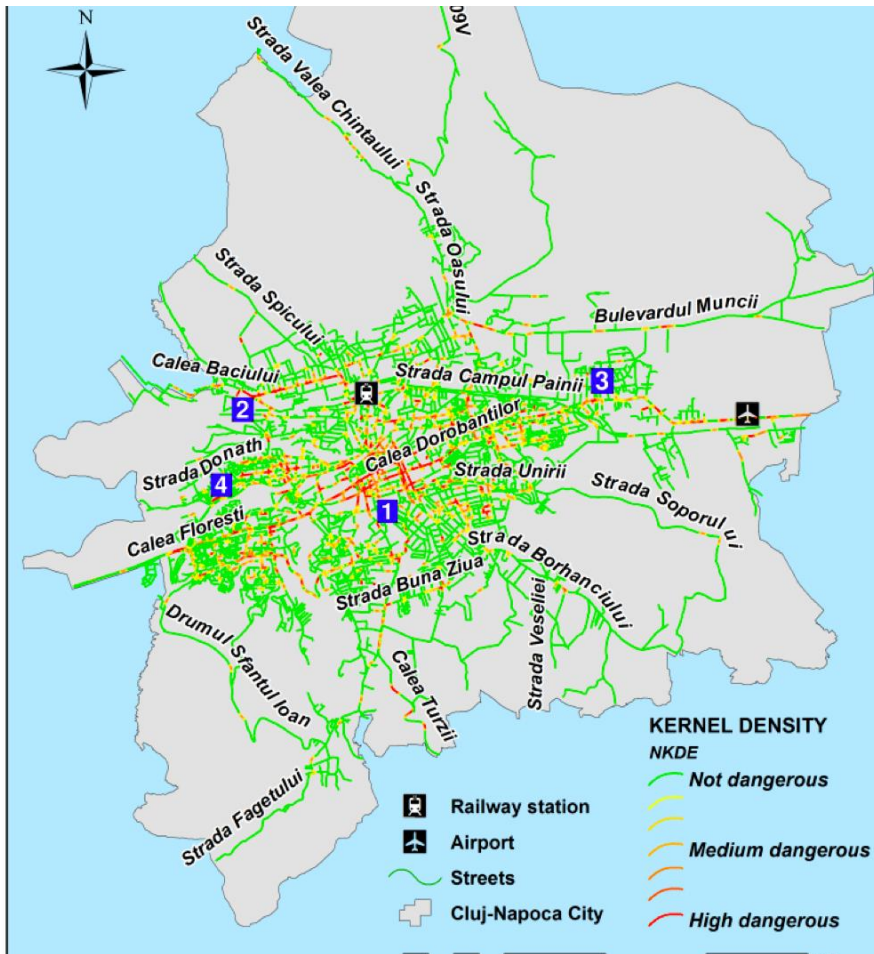 N
109V
Strada Valea Chintaului
Strada Oasului
Strada Spicului
Bulevardul Muncii
Calea Baciului
Strada Campul Painii
3
2
Calea Dorobantilor
Strada Donath
Strada Unirii
4
Strada Soporului
1
Calea Floresti
Strada Borhanciului
Strada Buna Ziua
Strada Veseliei
Drumul Sfantul Ioan
Calea Turzii
Strada Fagetului
KERNEL DENSITY
NKDE
Not dangerous
Medium dangerous
High dangerous
Railway station
Airport
Streets
Cluj-Napoca City